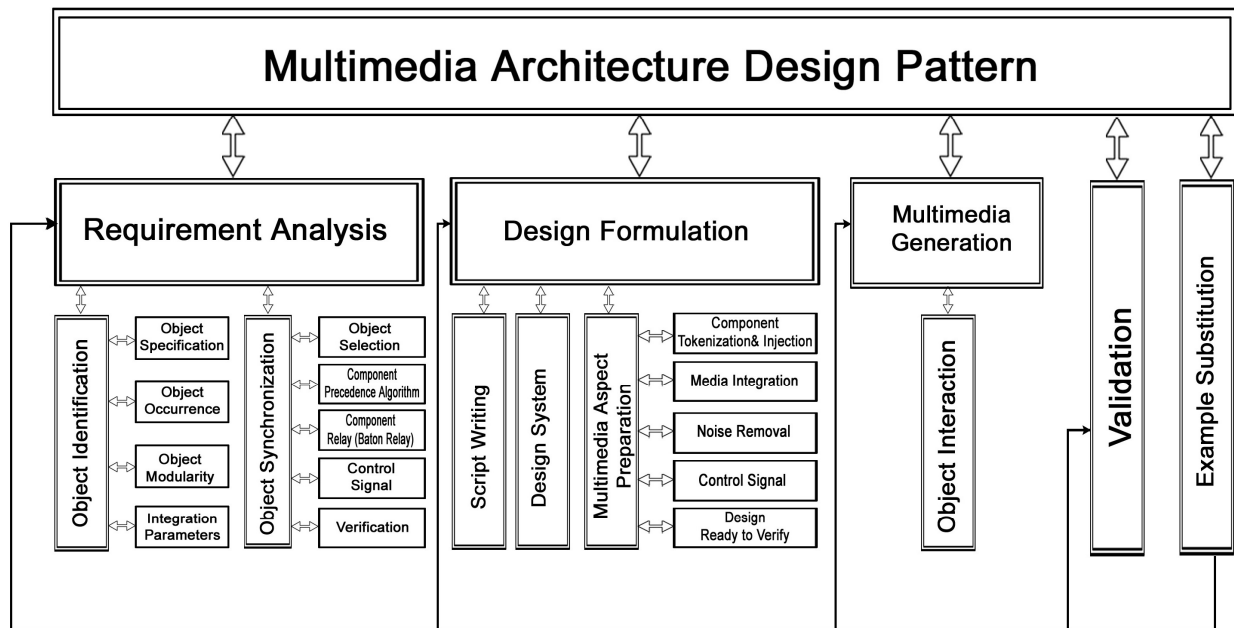 Multimedia Architecture Design Pattern
Requirement Analysis
Object Identification
Object
Specification
Object
Occurrence
Object
Modularity
Integration
Parameters
Object Synchronization
Object
Selection
Component
Precedence Algorithm
Component
Relay (Baton Relay)
Control
Signal
Verification
Design Formulation
Script Writing
Design System
Multimedia Aspect
Preparation
Component
Tokenization& Injection
Media Integration
Noise Removal
Control Signal
Design
Ready to Verify
Multimedia
Generation
Object Interaction
Validation
Example Substitution